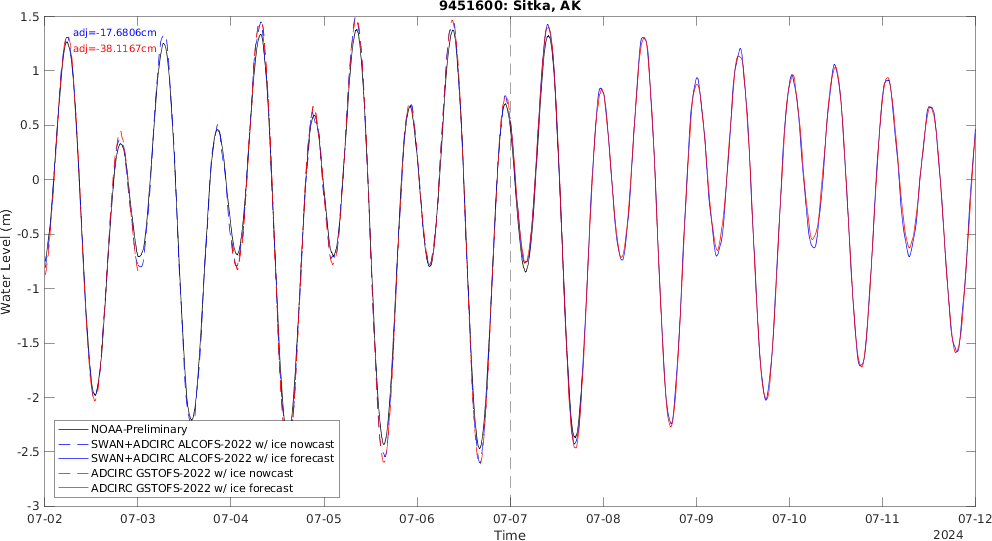 9451600: Sitka, AK
adj=-17.6806cm
adj=-38.1167cm
1.5
1
0.5
0
-0.5
-1
-1.5
-2
-2.5
-3
Water Level (m)
NOAA-Preliminary
SWAN+ADCIRC ALCOFS-2022 w/ ice nowcast
SWAN+ADCIRC ALCOFS-2022 w/ ice forecast
ADCIRC GSTOFS-2022 w/ ice nowcast
ADCIRC GSTOFS-2022 w/ ice forecast
07-02 07-03 07-04 07-05 07-06 07-07 07-08 07-09 07-10 07-11 07-12
Time
2024